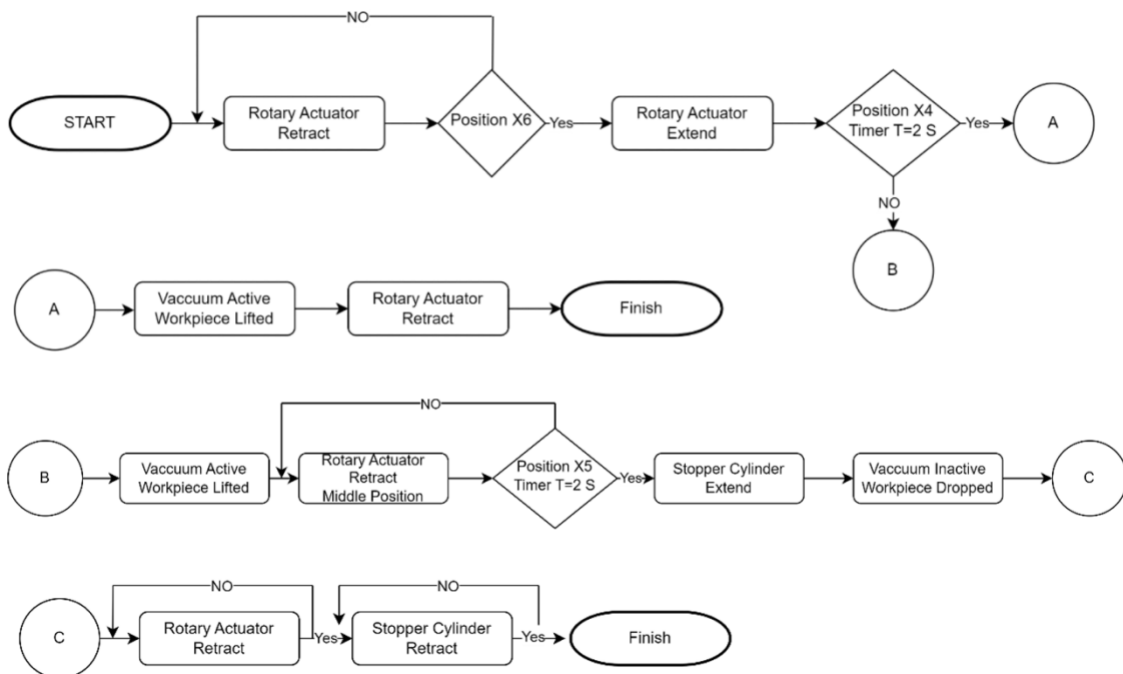 NO
START
Rotary Actuator
Retract
Position X6
Yes
Rotary Actuator
Extend
Position X4
Timer T=2 S
Yes
A
NO
B
A
Vaccuum Active
Workpiece Lifted
Rotary Actuator
Retract
Finish
NO
B
Vaccuum Active
Workpiece Lifted
Rotary Actuator
Retract
Middle Position
Position X5
Timer T=2 S
Yes
Stopper Cylinder
Extend
Vaccuum Inactive
Workpiece Dropped
C
NO
NO
C
Rotary Actuator
Retract
Yes
Stopper Cylinder
Retract
Yes
Finish